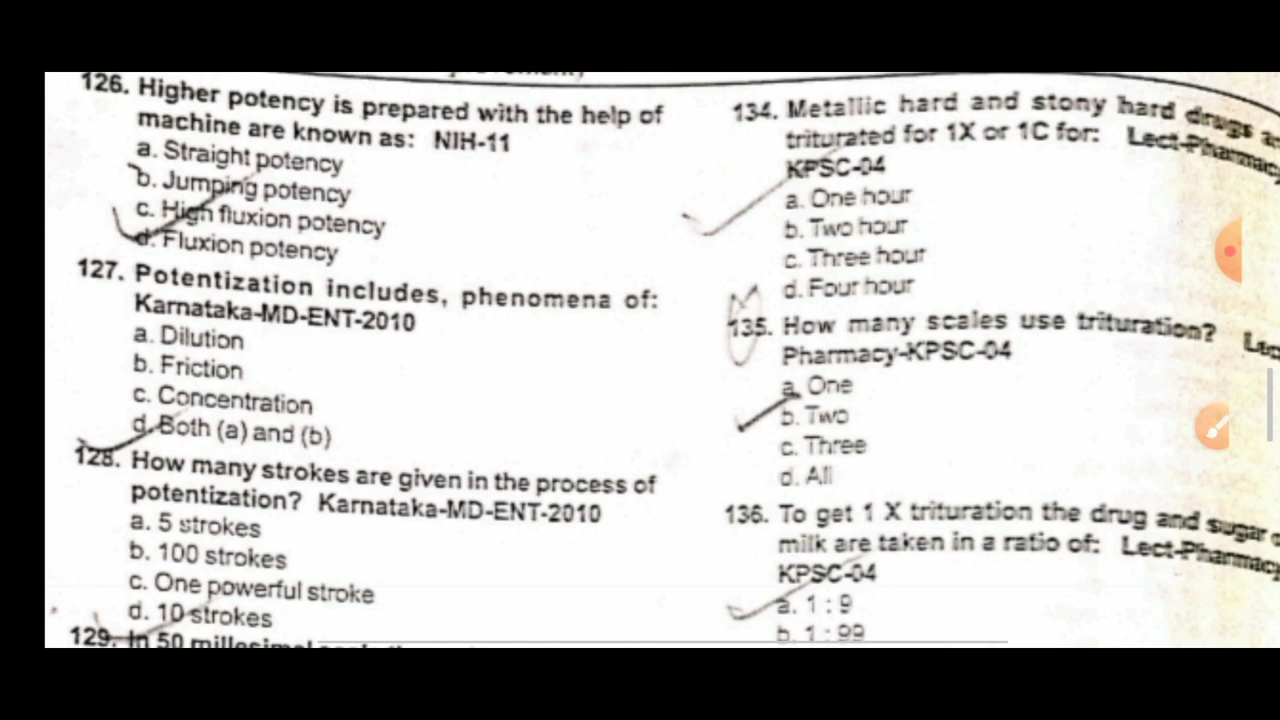 126. Higher potency is prepared with the help of
machine are known as: NIH-11
a. Straight potency
b. Jumping potency
c. High fluxion potency
d. Fluxion potency
127. Potentization includes, phenomena of:
Karnataka-MD-ENT-2010
a. Dilution
b. Friction
c. Concentration
d. Both (a) and (b)
128. How many strokes are given in the process of
potentization? Karnataka-MD-ENT-2010
a. 5 strokes
b. 100 strokes
c. One powerful stroke
d. 10 strokes
129. In 50 millesimal
134. Metallic hard and stony hard drugs
triturated for 1X or 1C for: Lect-Pharmacy
KPSC-04
a. One hour
b. Two hour
c. Three hour
d. Four hour
135. How many scales use trituration?
Pharmacy-KPSC-04
a. One
b. Two
c. Three
d. All
136. To get 1 X trituration the drug and sugar
milk are taken in a ratio of: Lect-Pharmacy
KPSC-04
a. 1 : 9
b. 1 : 99